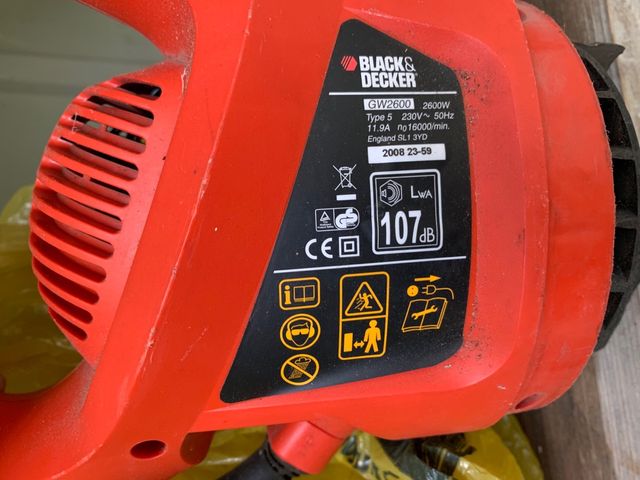 BLACK&
DECKER
GW2600 2600W
Type 5 230V~ 50Hz
11.9A n0 16000/min.
England SL1 3YD
2008 23-59
LWA
107dB
CE